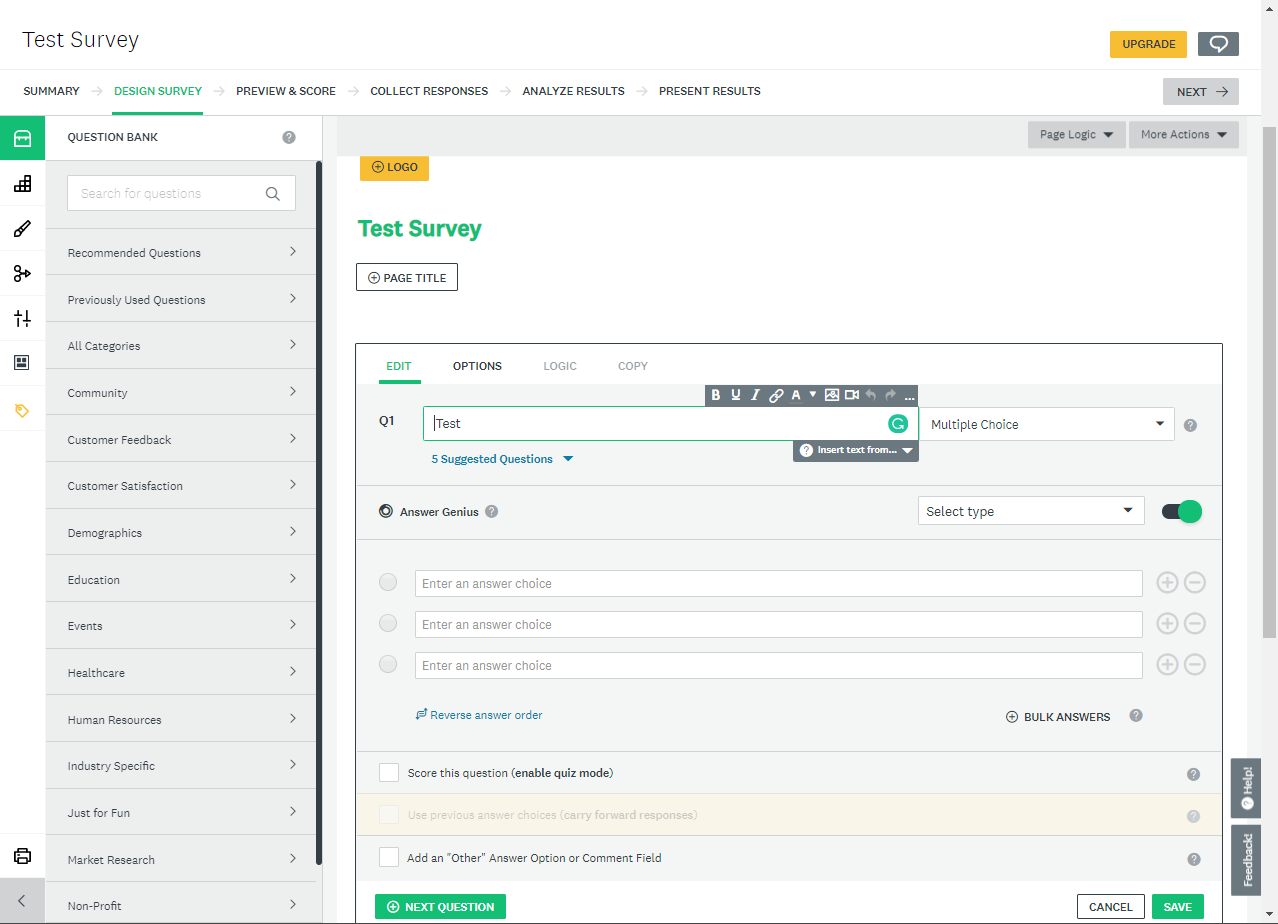 Test Survey
UPGRADE
SUMMARY DESIGN SURVEY PREVIEW & SCORE COLLECT RESPONSES ANALYZE RESULTS PRESENT RESULTS NEXT
QUESTION BANK ?
Search for questions
Recommended Questions
Previously Used Questions
All Categories
Community
Customer Feedback
Customer Satisfaction
Demographics
Education
Events
Healthcare
Human Resources
Industry Specific
Just for Fun
Market Research
Non-Profit
Page Logic More Actions
LOGO
Test Survey
PAGE TITLE
EDIT OPTIONS LOGIC COPY
B U I A ...
Q1 Test Multiple Choice ?
? Insert text from...
5 Suggested Questions
Answer Genius ? Select type
Enter an answer choice
Enter an answer choice
Enter an answer choice
Reverse answer order BULK ANSWERS ?
Score this question (enable quiz mode) ?
Use previous answer choices (carry forward responses) ?
Add an "Other" Answer Option or Comment Field ?
NEXT QUESTION CANCEL SAVE
? Help!
Feedback!